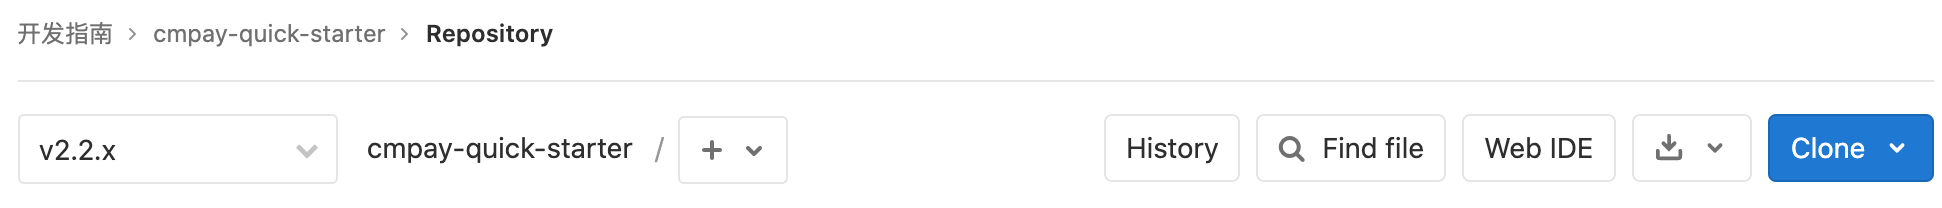 开发指南 > cmpay-quick-starter > Repository
v2.2.x cmpay-quick-starter / + History Find file Web IDE Clone